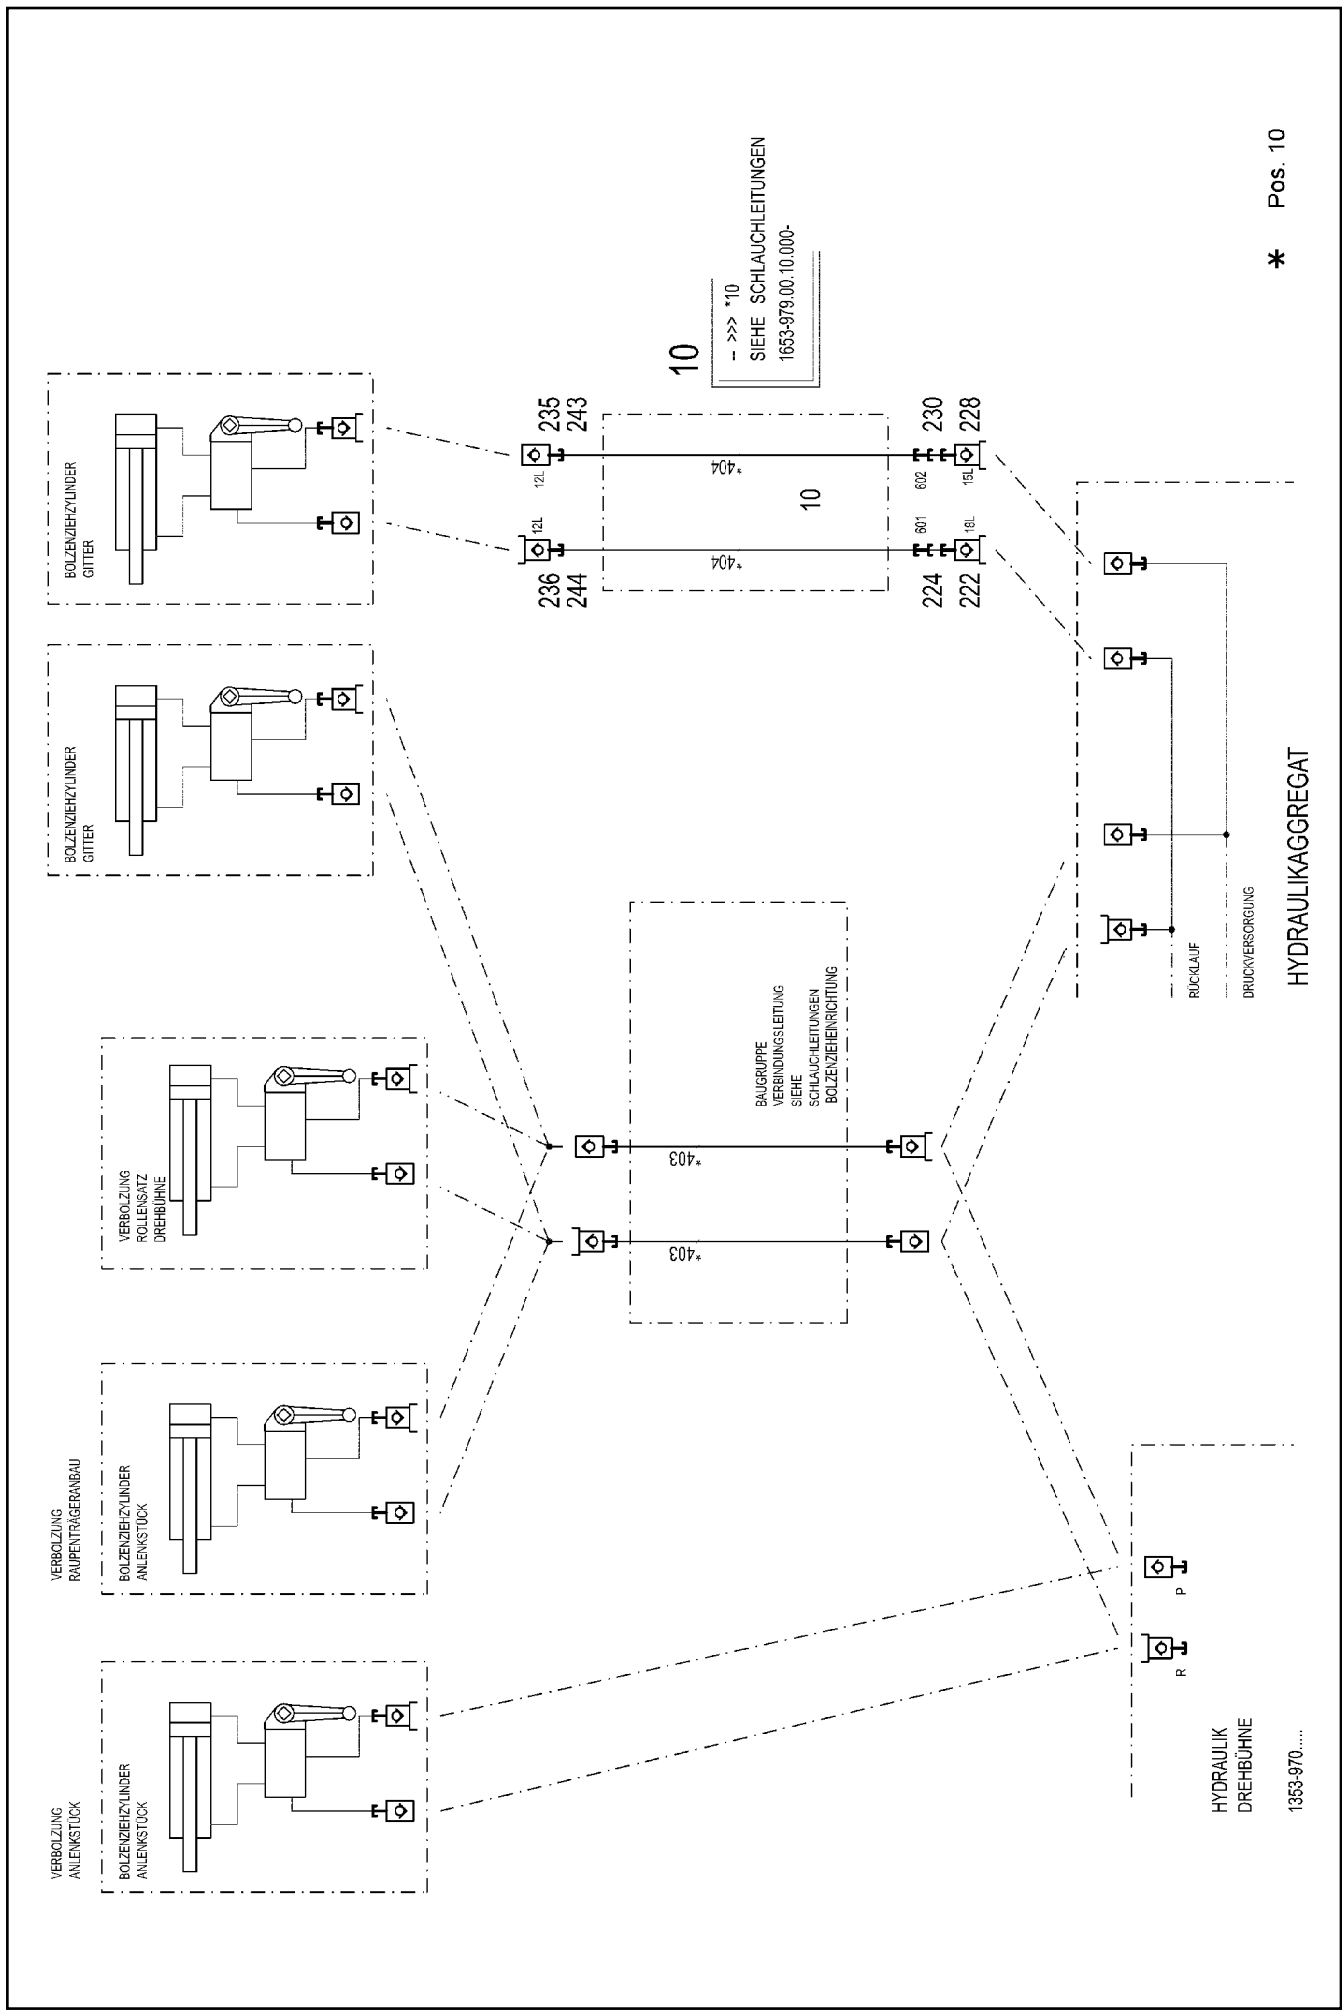 VERBOLZUNG
ANLENKSTÜCK
BOLZENZIEHZYLINDER
ANLENKSTÜCK
VERBOLZUNG
RAUPENTRÄGERANBAU
BOLZENZIEHZYLINDER
ANLENKSTÜCK
VERBOLZUNG
ROLLENSATZ
DREHBÜHNE
BOLZENZIEHZYLINDER
GITTER
BOLZENZIEHZYLINDER
GITTER
236
244
12L
12L
235
243
*404
*404
10
224
222
601
18L
602
15L
230
228
10
-- >>> *10
SIEHE SCHLAUCHLEITUNGEN
1653-979.00.10.000-
*403
*403
BAUGRUPPE
VERBINDUNGSLEITUNG
SIEHE
SCHLAUCHLEITUNGEN
BOLZENZIEHEINRICHTUNG
R
P
HYDRAULIK
DREHBÜHNE
1353-970.....
RÜCKLAUF
DRUCKVERSORGUNG
HYDRAULIKAGGREGAT
* Pos. 10